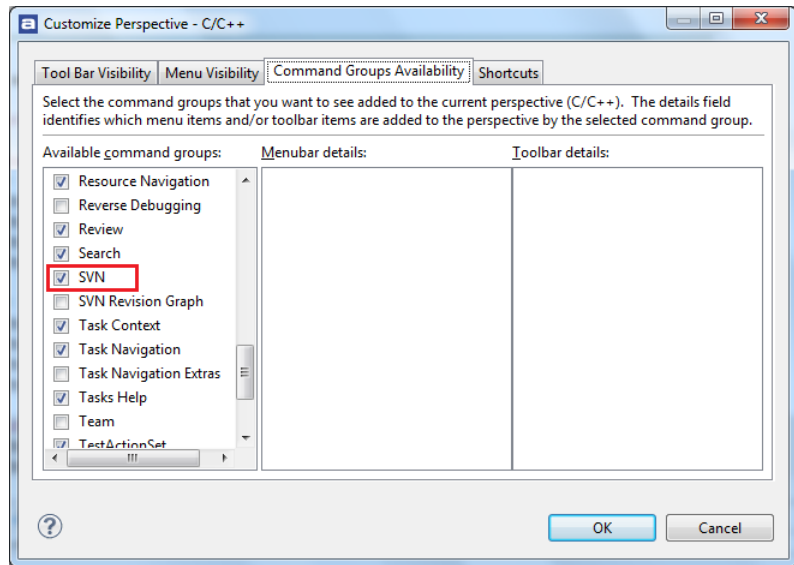 a Customize Perspective - C/C++
Tool Bar Visibility Menu Visibility Command Groups Availability Shortcuts
Select the command groups that you want to see added to the current perspective (C/C++). The details field
identifies which menu items and/or toolbar items are added to the perspective by the selected command group.
Available command groups: Menubar details: Toolbar details:
Resource Navigation
Reverse Debugging
Review
Search
SVN
SVN Revision Graph
Task Context
Task Navigation
Task Navigation Extras
Tasks Help
Team
TestActionSet
? OK Cancel